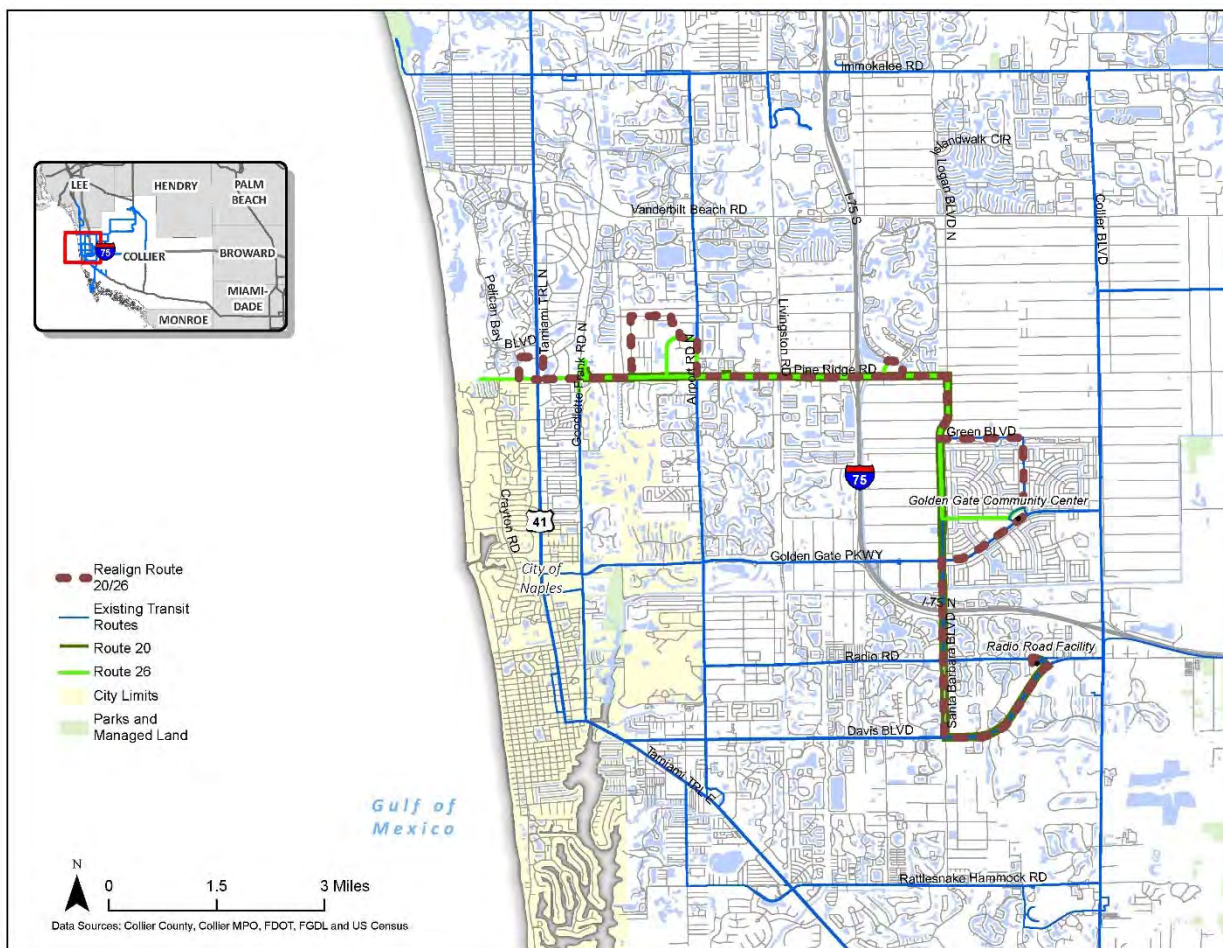 Immokalee RD
Islandwalk CIR
Logan BLVD N
I-75 S
Collier BLVD
LEE
HENDRY
PALM
BEACH
75
COLLIER
BROWARD
MIAMI-
DADE
MONROE
Vanderbilt Beach RD
Pelican Bay
BLVD
Tamiami TRL N
Goodlette Frank RD N
Airport RD N
Livingston RD
Pine Ridge RD
Green BLVD
75
Golden Gate Community Center
Crayton RD
41
City of
Naples
Golden Gate PKWY
I-75 N
Santa Barbara BLVD N
Radio RD
Radio Road Facility
Davis BLVD
Tamiami TRL E
Rattlesnake Hammock RD
Realign Route
20/26
Existing Transit
Routes
Route 20
Route 26
City Limits
Parks and
Managed Land
Gulf of
Mexico
N
0 1.5 3 Miles
Data Sources: Collier County, Collier MPO, FDOT, FGDL and US Census